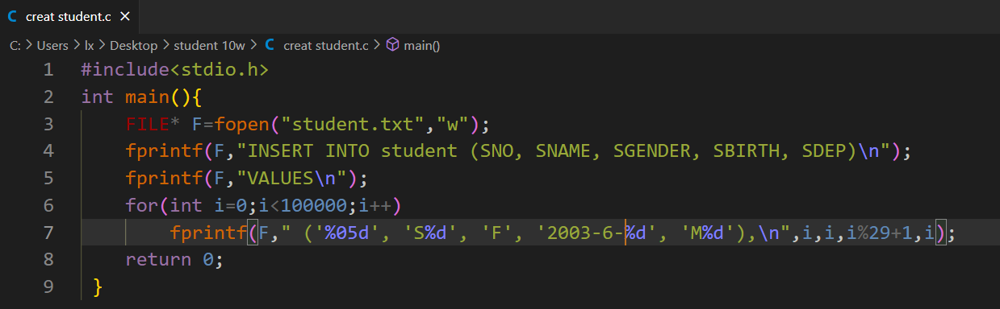 C creat student.c ×
C: > Users > lx > Desktop > student 10w > C creat student.c > main()
1 #include<stdio.h>
2 int main(){
3     FILE* F=fopen("student.txt","w");
4     fprintf(F,"INSERT INTO student (SNO, SNAME, SGENDER, SBIRTH, SDEP)\n");
5     fprintf(F,"VALUES\n");
6     for(int i=0;i<100000;i++)
7         fprintf(F," ('%05d', 'S%d', 'F', '2003-6-%d', 'M%d'),\n",i,i,i%29+1,i);
8     return 0;
9  }